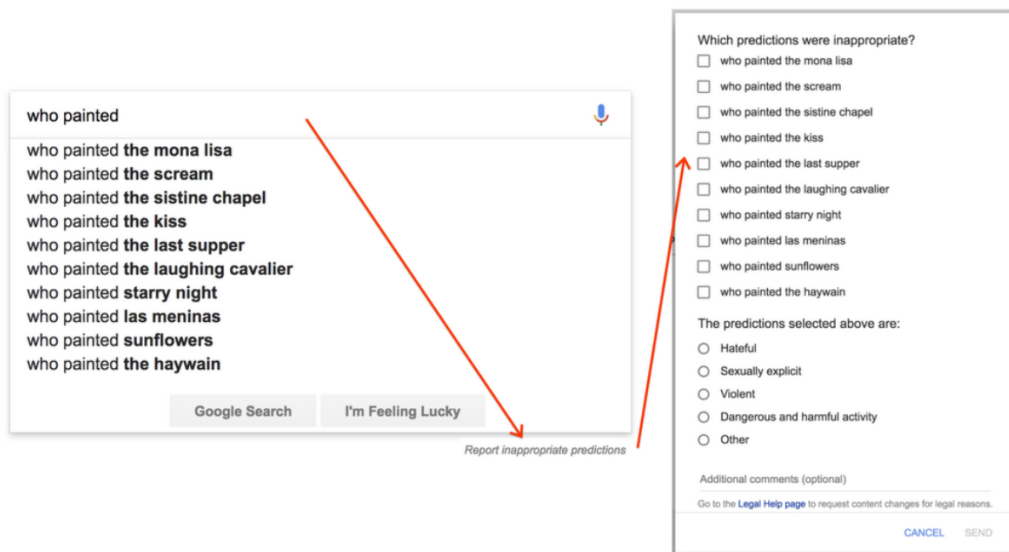 who painted
who painted the mona lisa
who painted the scream
who painted the sistine chapel
who painted the kiss
who painted the last supper
who painted the laughing cavalier
who painted starry night
who painted las meninas
who painted sunflowers
who painted the haywain
Google Search
I'm Feeling Lucky
Report inappropriate predictions
Which predictions were inappropriate?
who painted the mona lisa
who painted the scream
who painted the sistine chapel
who painted the kiss
who painted the last supper
who painted the laughing cavalier
who painted starry night
who painted las meninas
who painted sunflowers
who painted the haywain
The predictions selected above are:
Hateful
Sexually explicit
Violent
Dangerous and harmful activity
Other
Additional comments (optional)
Go to the Legal Help page to request content changes for legal reasons.
CANCEL SEND